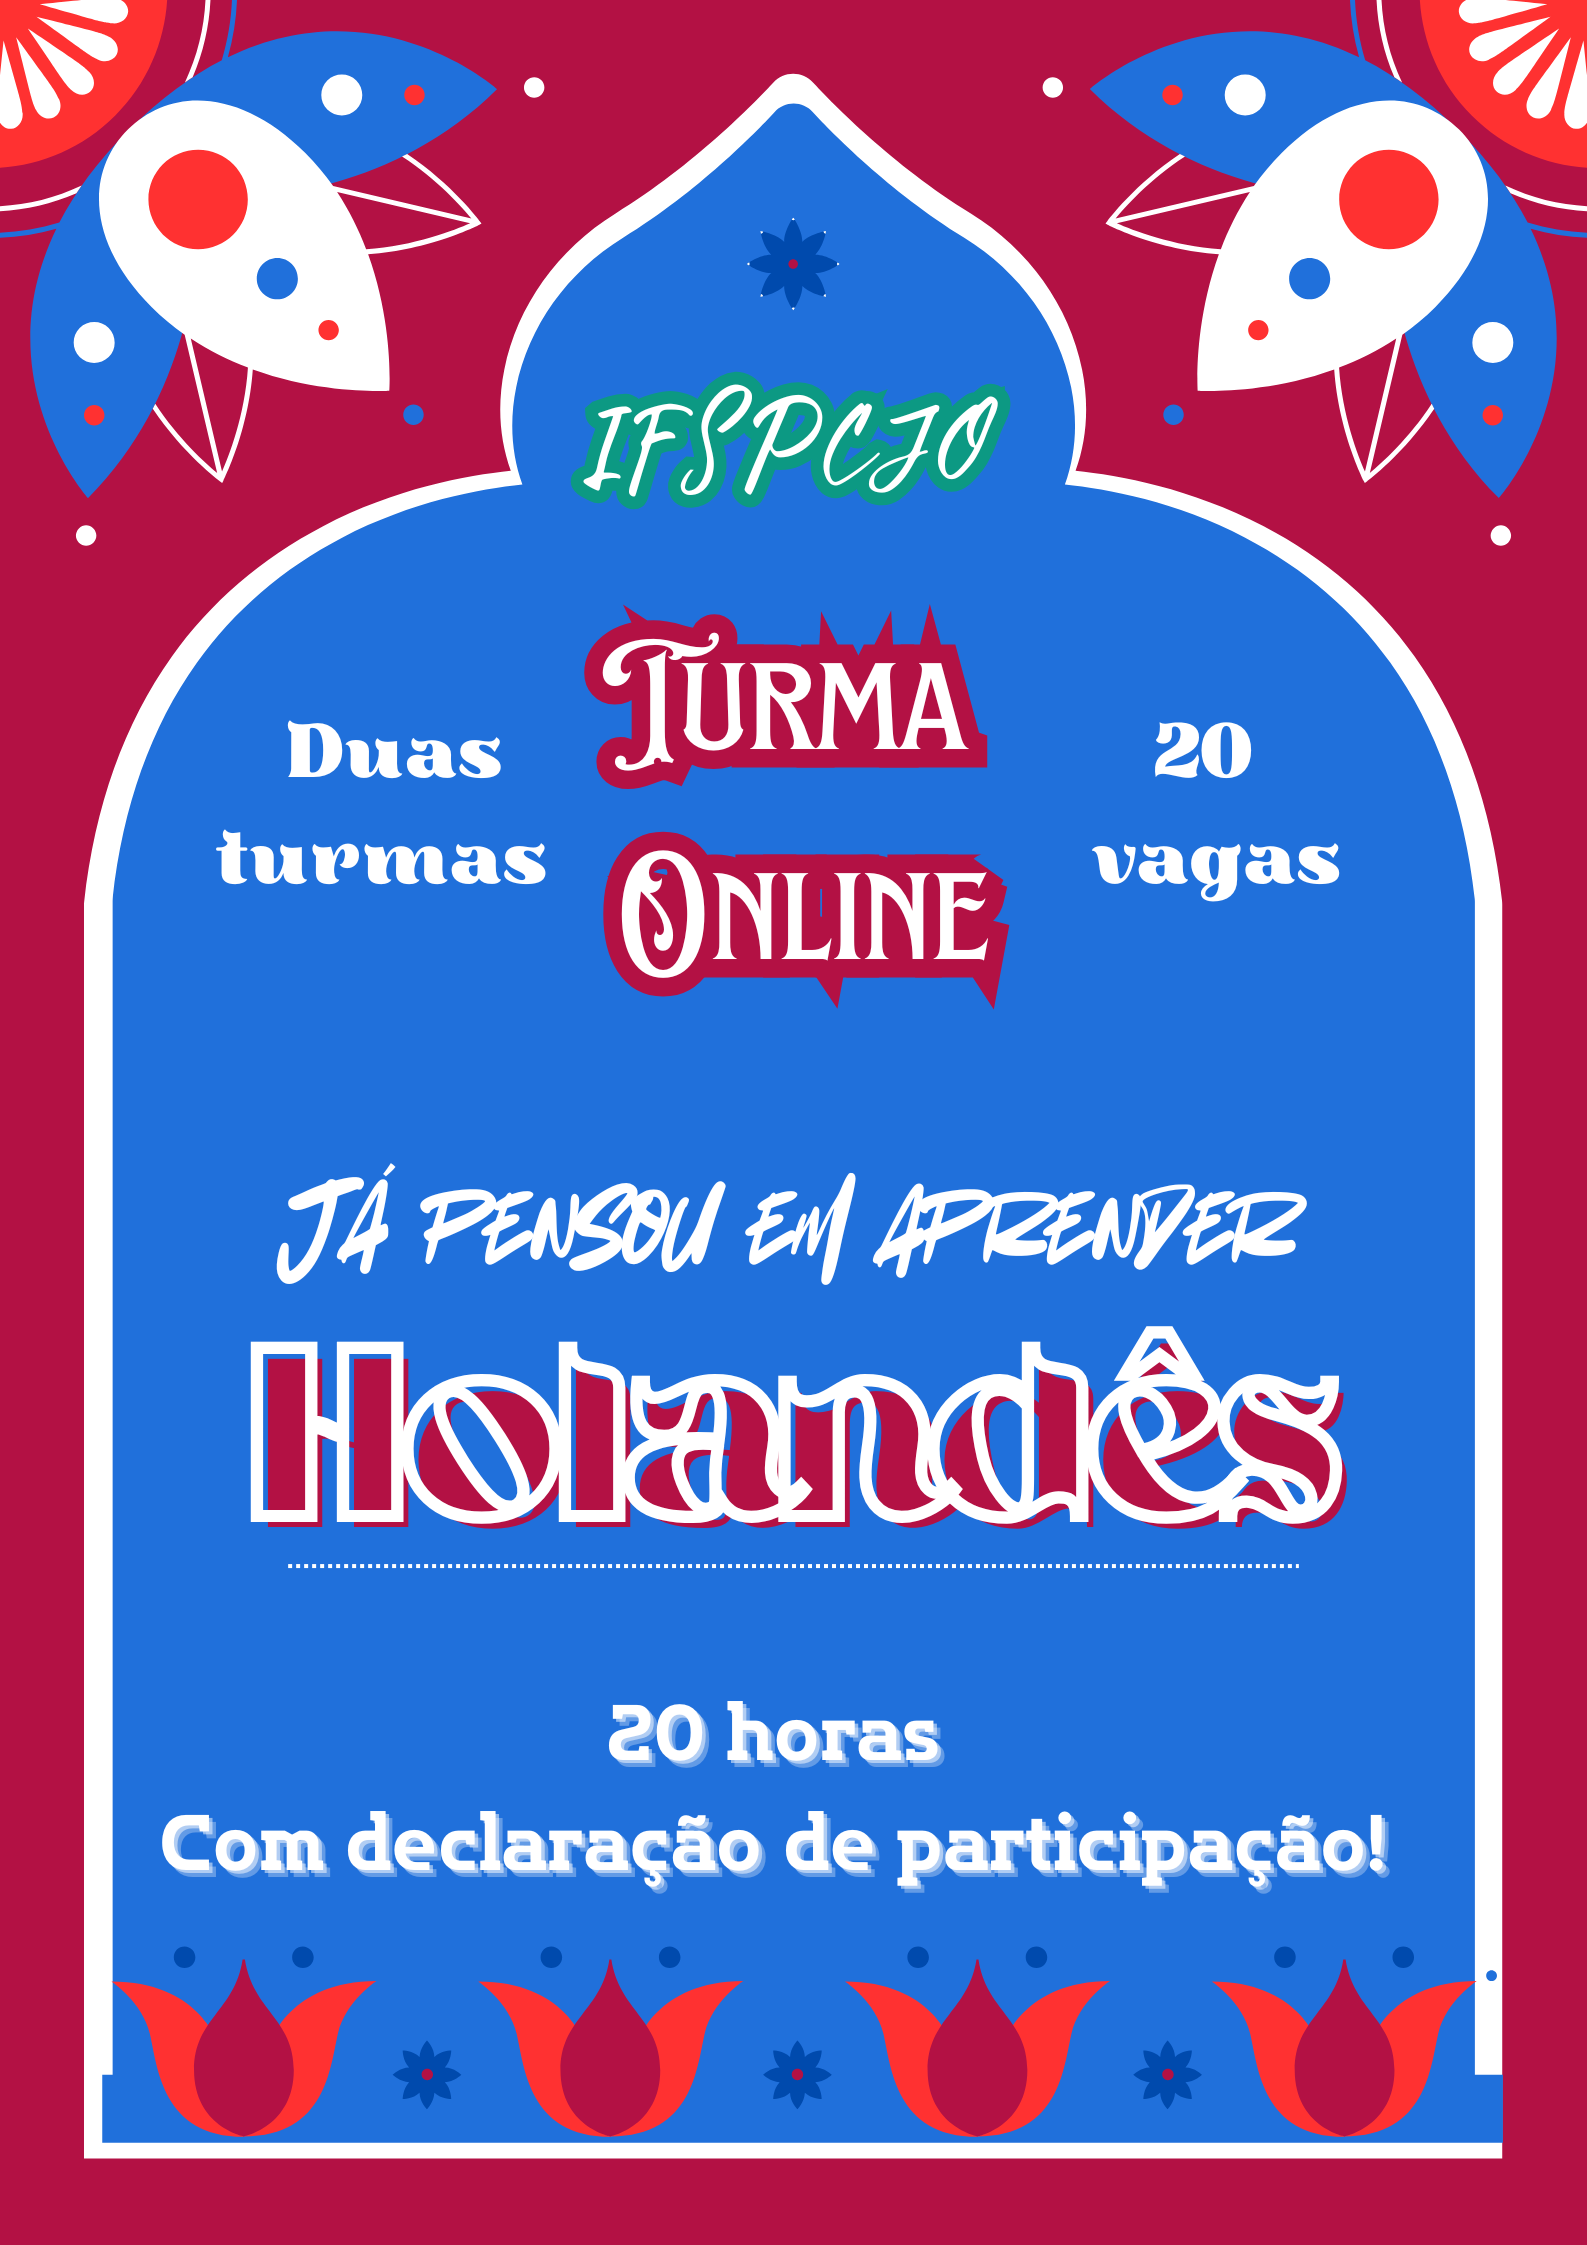 IFSPCJO
Duas
turmas
Turma
Online
20
vagas
JÁ PENSOU EM APRENDER
Holandês
20 horas
Com declaração de participação!